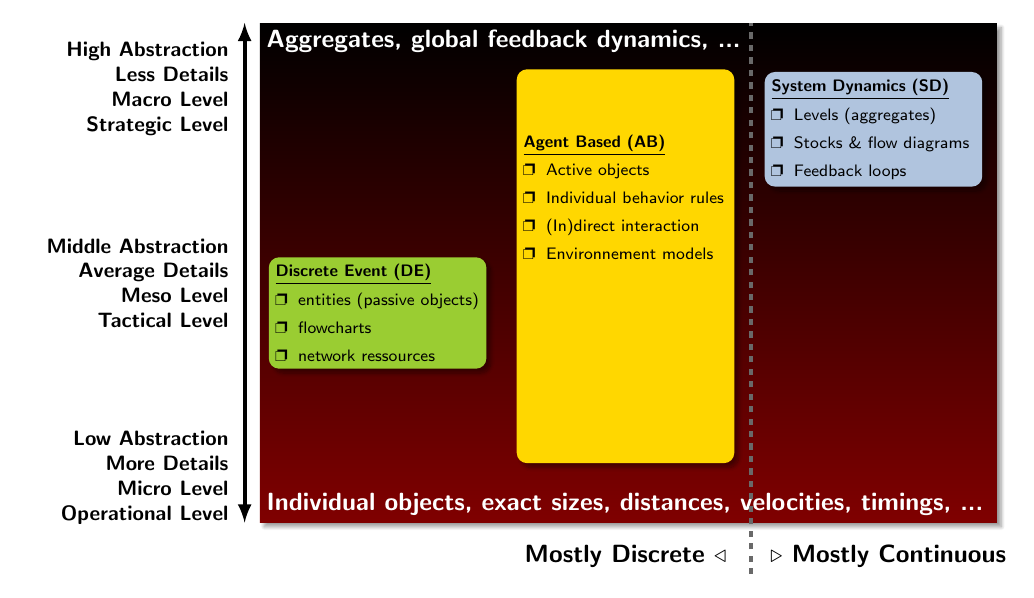 High Abstraction
Less Details
Macro Level
Strategic Level
Middle Abstraction
Average Details
Meso Level
Tactical Level
Low Abstraction
More Details
Micro Level
Operational Level
Aggregates, global feedback dynamics, ...
Discrete Event (DE)
❐ entities (passive objects)
❐ flowcharts
❐ network ressources
Agent Based (AB)
❐ Active objects
❐ Individual behavior rules
❐ (In)direct interaction
❐ Environnement models
System Dynamics (SD)
❐ Levels (aggregates)
❐ Stocks & flow diagrams
❐ Feedback loops
Individual objects, exact sizes, distances, velocities, timings, ...
Mostly Discrete ◁
▷ Mostly Continuous